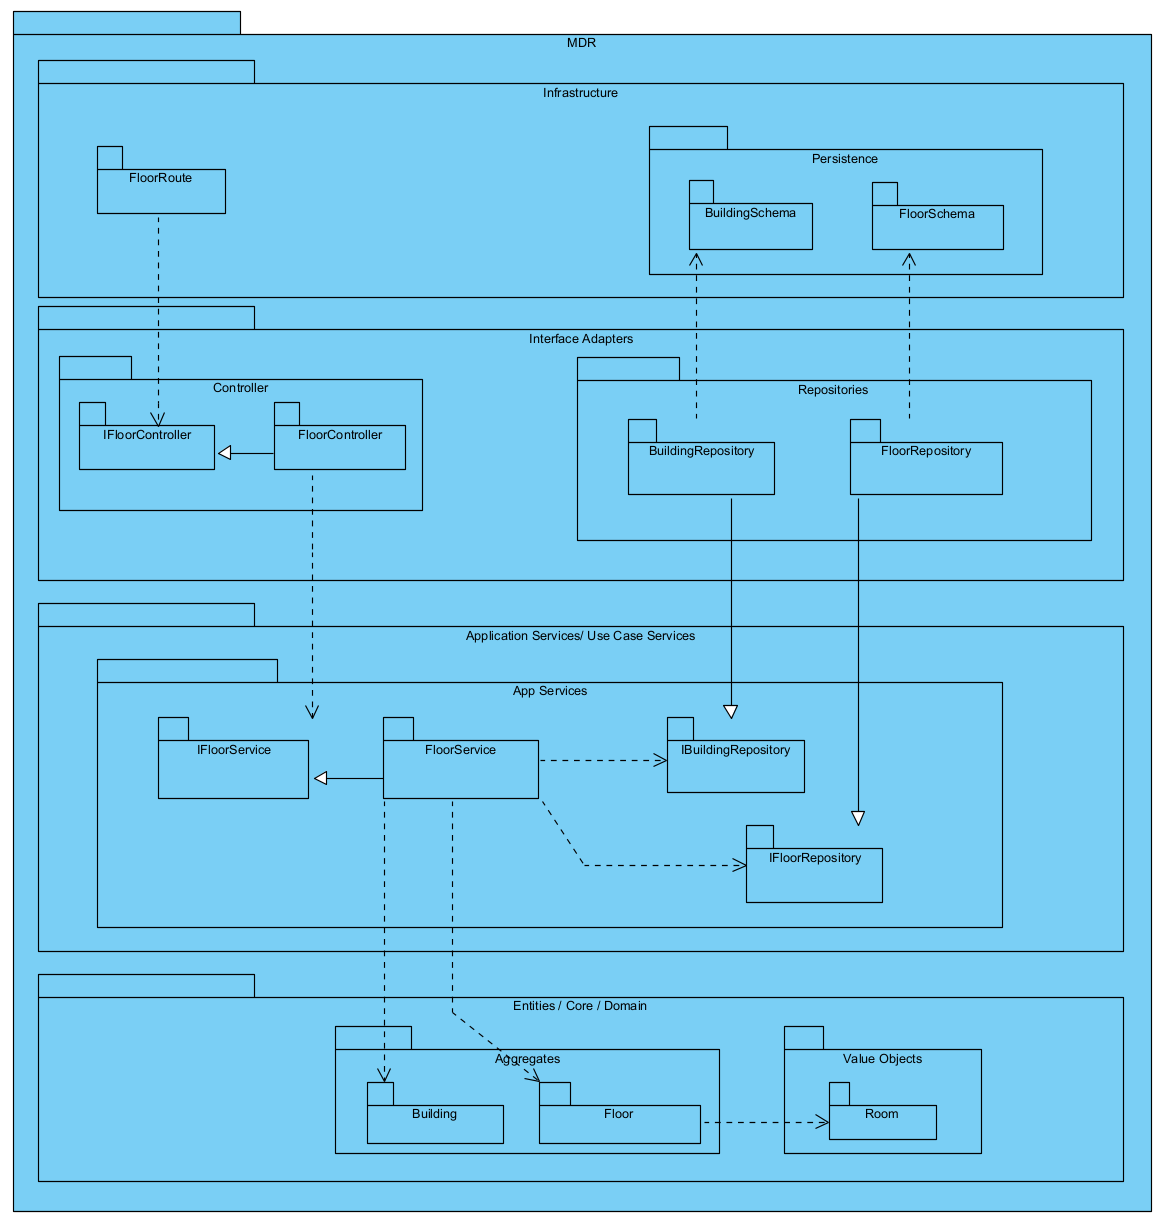 MDR
Infrastructure
FloorRoute
Persistence
BuildingSchema
FloorSchema
Interface Adapters
Controller
IFloorController
FloorController
Repositories
BuildingRepository
FloorRepository
Application Services/ Use Case Services
App Services
IFloorService
FloorService
IBuildingRepository
IFloorRepository
Entities / Core / Domain
Aggregates
Building
Floor
Value Objects
Room